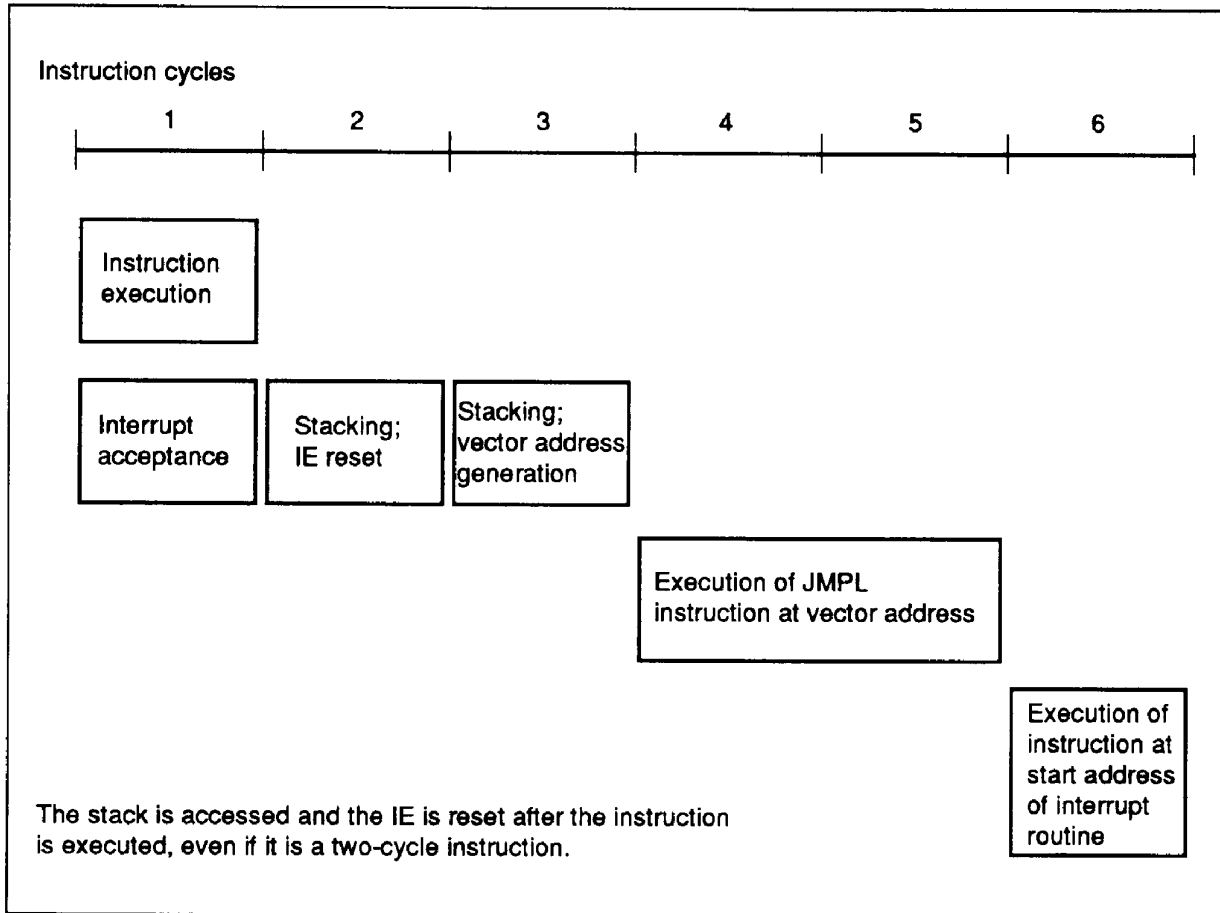 Instruction cycles
1 2 3 4 5 6
Instruction
execution
Interrupt
acceptance
Stacking;
IE reset
Stacking;
vector address
generation
Execution of JMPL
instruction at vector address
Execution of
instruction at
start address
of interrupt
routine
The stack is accessed and the IE is reset after the instruction
is executed, even if it is a two-cycle instruction.